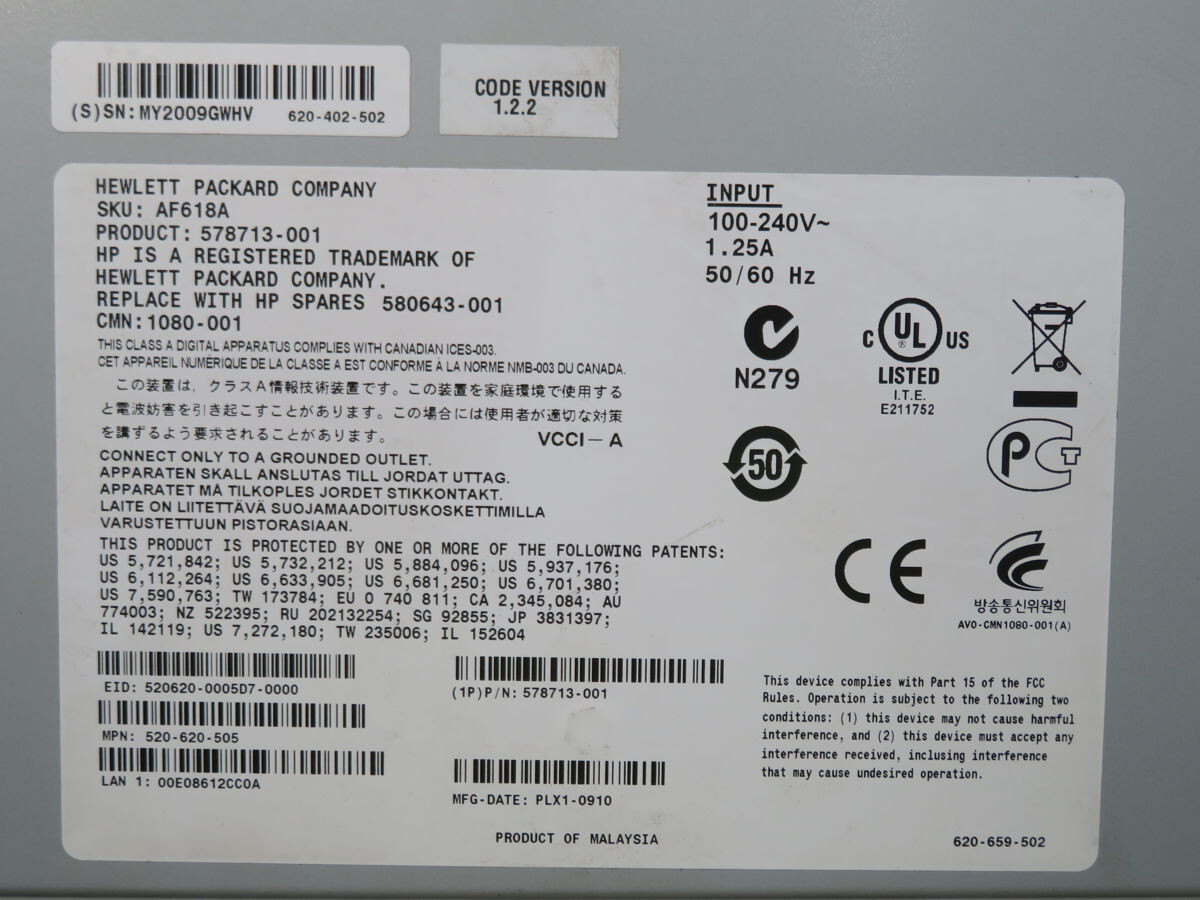 (S)SN: MY2009GWHV 620-402-502
CODE VERSION
1.2.2
HEWLETT PACKARD COMPANY
SKU: AF618A
PRODUCT: 578713-001
HP IS A REGISTERED TRADEMARK OF
HEWLETT PACKARD COMPANY.
REPLACE WITH HP SPARES 580643-001
CMN: 1080-001
THIS CLASS A DIGITAL APPARATUS COMPLIES WITH CANADIAN ICES-003.
CET APPAREIL NUMÉRIQUE DE LA CLASSE A EST CONFORME À LA NORME NMB-003 DU CANADA.
この装置は、クラスA情報技術装置です。この装置を家庭環境で使用する
と電波妨害を引き起こすことがあります。この場合には使用者が適切な対策
を講ずるよう要求されることがあります。 VCCI-A
CONNECT ONLY TO A GROUNDED OUTLET.
APPARATEN SKALL ANSLUTAS TILL JORDAT UTTAG.
APPARATET MÅ TILKOPLES JORDET STIKKONTAKT.
LAITE ON LIITETTÄVÄ SUOJAMAADOITUSKOSKETTIMILLA
VARUSTETTUUN PISTORASIAAN.
THIS PRODUCT IS PROTECTED BY ONE OR MORE OF THE FOLLOWING PATENTS:
US 5,721,842; US 5,732,212; US 5,884,096; US 5,937,176;
US 6,112,264; US 6,633,905; US 6,681,250; US 6,701,380;
US 7,590,763; TW 173784; EU 0 740 811; CA 2,345,084; AU
774003; NZ 522395; RU 202132254; SG 92855; JP 3831397;
IL 142119; US 7,272,180; TW 235006; IL 152604
EID: 520620-0005D7-0000
MPN: 520-620-505
LAN 1: 00E08612CC0A
(1P)P/N: 578713-001
MFG-DATE: PLX1-0910
PRODUCT OF MALAYSIA
INPUT
100-240V~
1.25A
50/60 Hz
N279
C UL US
®
LISTED
I.T.E.
E211752
50
PCT
CE
방송통신위원회
AVO-CMN1080-001(A)
This device complies with Part 15 of the FCC
Rules. Operation is subject to the following two
conditions: (1) this device may not cause harmful
interference, and (2) this device must accept any
interference received, inclusing interference
that may cause undesired operation.
620-659-502